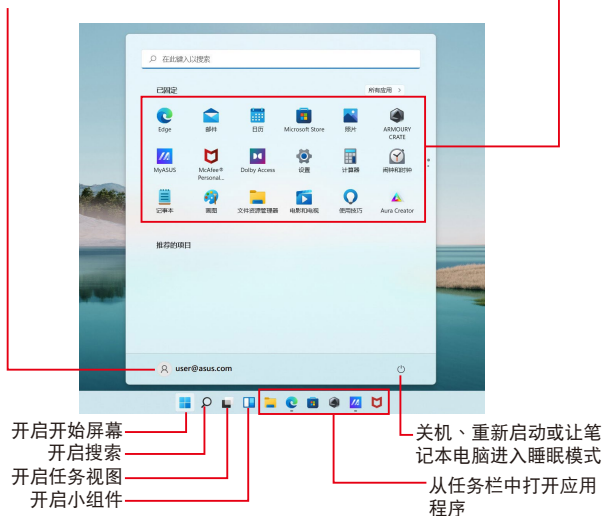 在此键入以搜索
已固定
所有应用 >
Edge
邮件
日历
Microsoft Store
照片
ARMOURY
CRATE
MyASUS
McAfee®
Personal...
Dolby Access
设置
计算器
闹钟和时钟
记事本
画图
文件资源管理器
电影和电视
使用技巧
Aura Creator
推荐的项目
user@asus.com
开启开始屏幕
开启搜索
开启任务视图
开启小组件
关机、重新启动或让笔
记本电脑进入睡眠模式
从任务栏中打开应用
程序